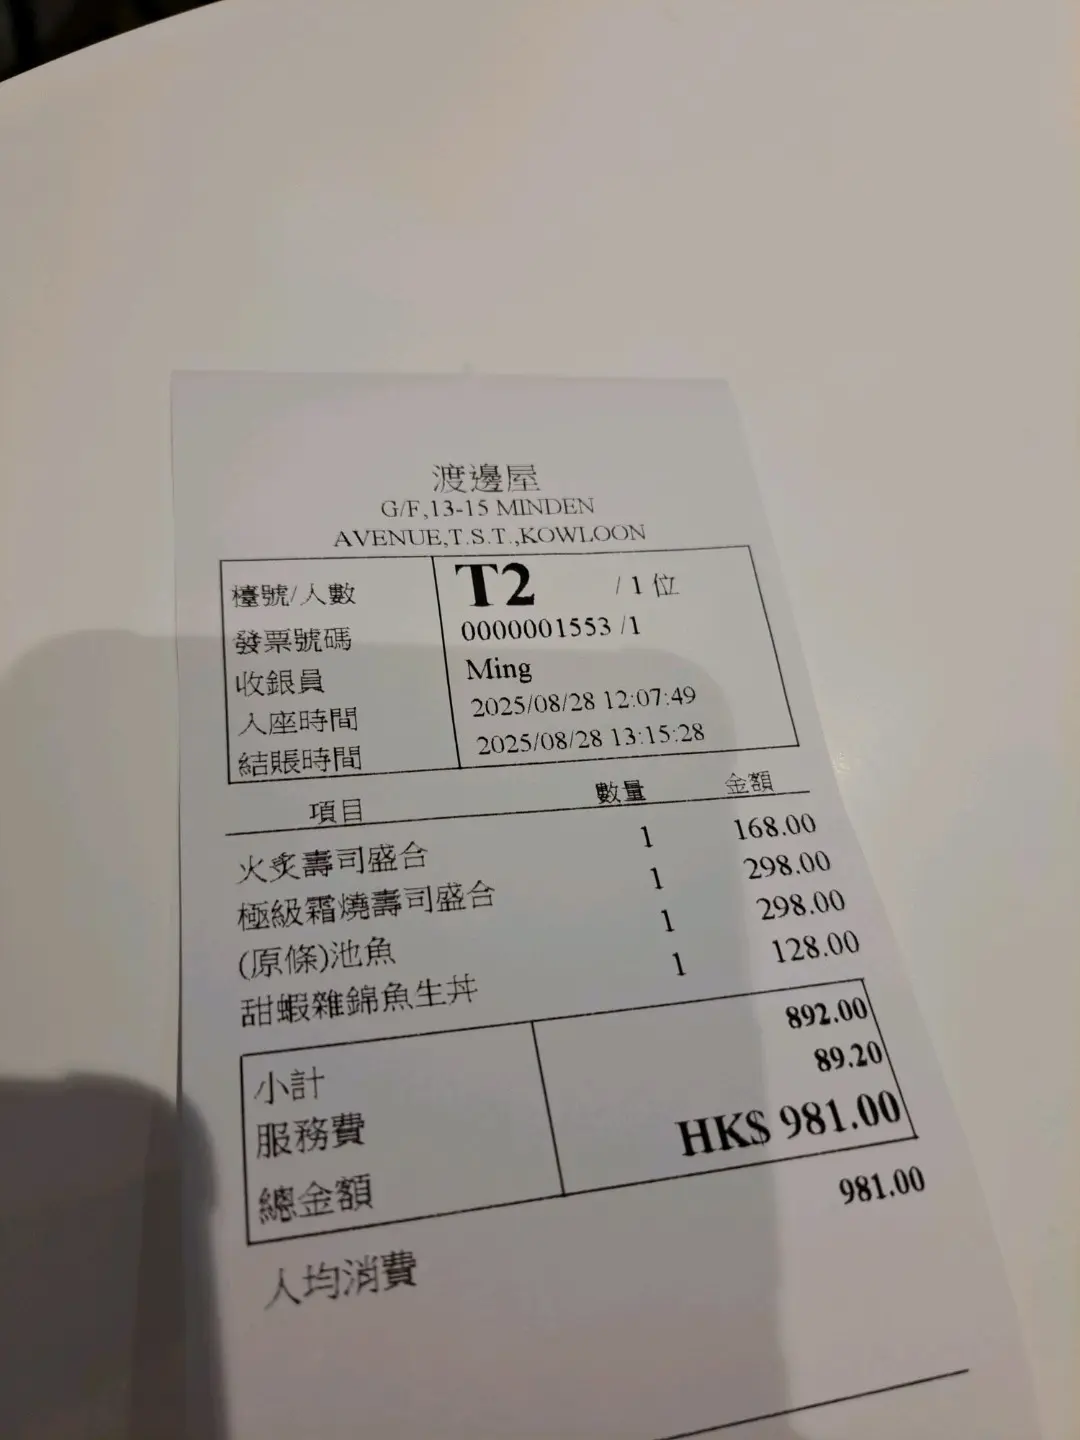 渡邊屋
G/F,13-15 MINDEN
AVENUE,T.S.T.,KOWLOON
檯號/人數 T2 / 1 位
發票號碼 0000001553 /1
收銀員 Ming
入座時間 2025/08/28 12:07:49
結賬時間 2025/08/28 13:15:28
項目 數量 金額
火炙壽司盛合 1 168.00
極級霜燒壽司盛合 1 298.00
(原條)池魚 1 298.00
甜蝦雜錦魚生丼 1 128.00
小計 892.00
服務費 89.20
總金額 HK$ 981.00
人均消費 981.00